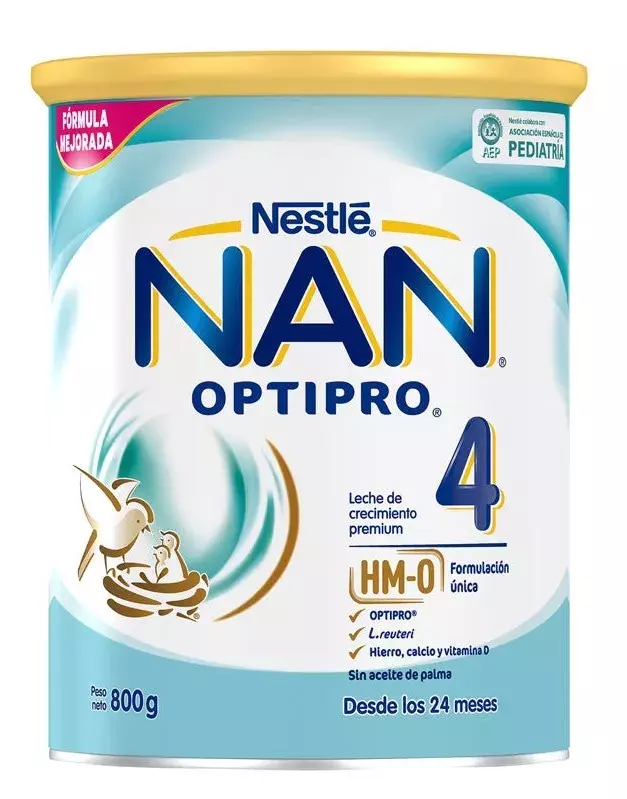 FÓRMULA
MEJORADA
Nestlé colabora con
ASOCIACIÓN ESPAÑOLA DE
PEDIATRÍA
AEP
Nestlé®
NAN®
OPTIPRO®
4
Leche de
crecimiento
premium
HM-O
Formulación
única
✓ OPTIPRO®
✓ L.reuteri
✓ Hierro, calcio y vitamina D
Sin aceite de palma
Peso
neto 800g
Desde los 24 meses